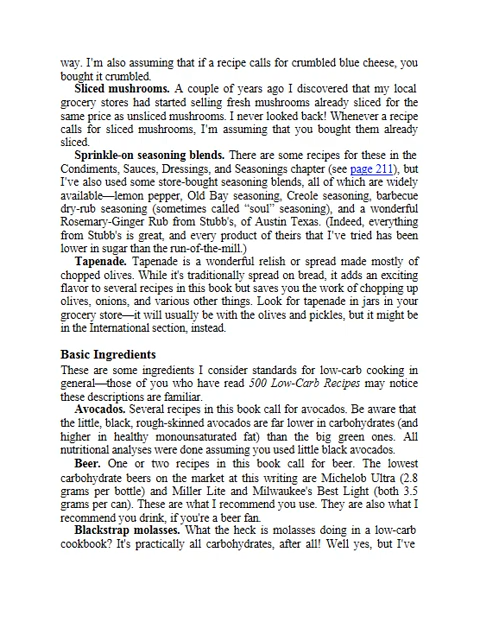 way. I'm also assuming that if a recipe calls for crumbled blue cheese, you
bought it crumbled.
Sliced mushrooms. A couple of years ago I discovered that my local
grocery stores had started selling fresh mushrooms already sliced for the
same price as unsliced mushrooms. I never looked back! Whenever a recipe
calls for sliced mushrooms, I'm assuming that you bought them already
sliced.
Sprinkle-on seasoning blends. There are some recipes for these in the
Condiments, Sauces, Dressings, and Seasonings chapter (see page 211), but
I've also used some store-bought seasoning blends, all of which are widely
available—lemon pepper, Old Bay seasoning, Creole seasoning, barbecue
dry-rub seasoning (sometimes called “soul” seasoning), and a wonderful
Rosemary-Ginger Rub from Stubb's, of Austin Texas. (Indeed, everything
from Stubb's is great, and every product of theirs that I've tried has been
lower in sugar than the run-of-the-mill.)
Tapenade. Tapenade is a wonderful relish or spread made mostly of
chopped olives. While it's traditionally spread on bread, it adds an exciting
flavor to several recipes in this book but saves you the work of chopping up
olives, onions, and various other things. Look for tapenade in jars in your
grocery store—it will usually be with the olives and pickles, but it might be
in the International section, instead.
Basic Ingredients
These are some ingredients I consider standards for low-carb cooking in
general—those of you who have read 500 Low-Carb Recipes may notice
these descriptions are familiar.
Avocados. Several recipes in this book call for avocados. Be aware that
the little, black, rough-skinned avocados are far lower in carbohydrates (and
higher in healthy monounsaturated fat) than the big green ones. All
nutritional analyses were done assuming you used little black avocados.
Beer. One or two recipes in this book call for beer. The lowest
carbohydrate beers on the market at this writing are Michelob Ultra (2.8
grams per bottle) and Miller Lite and Milwaukee's Best Light (both 3.5
grams per can). These are what I recommend you use. They are also what I
recommend you drink, if you're a beer fan.
Blackstrap molasses. What the heck is molasses doing in a low-carb
cookbook? It's practically all carbohydrates, after all! Well yes, but I've